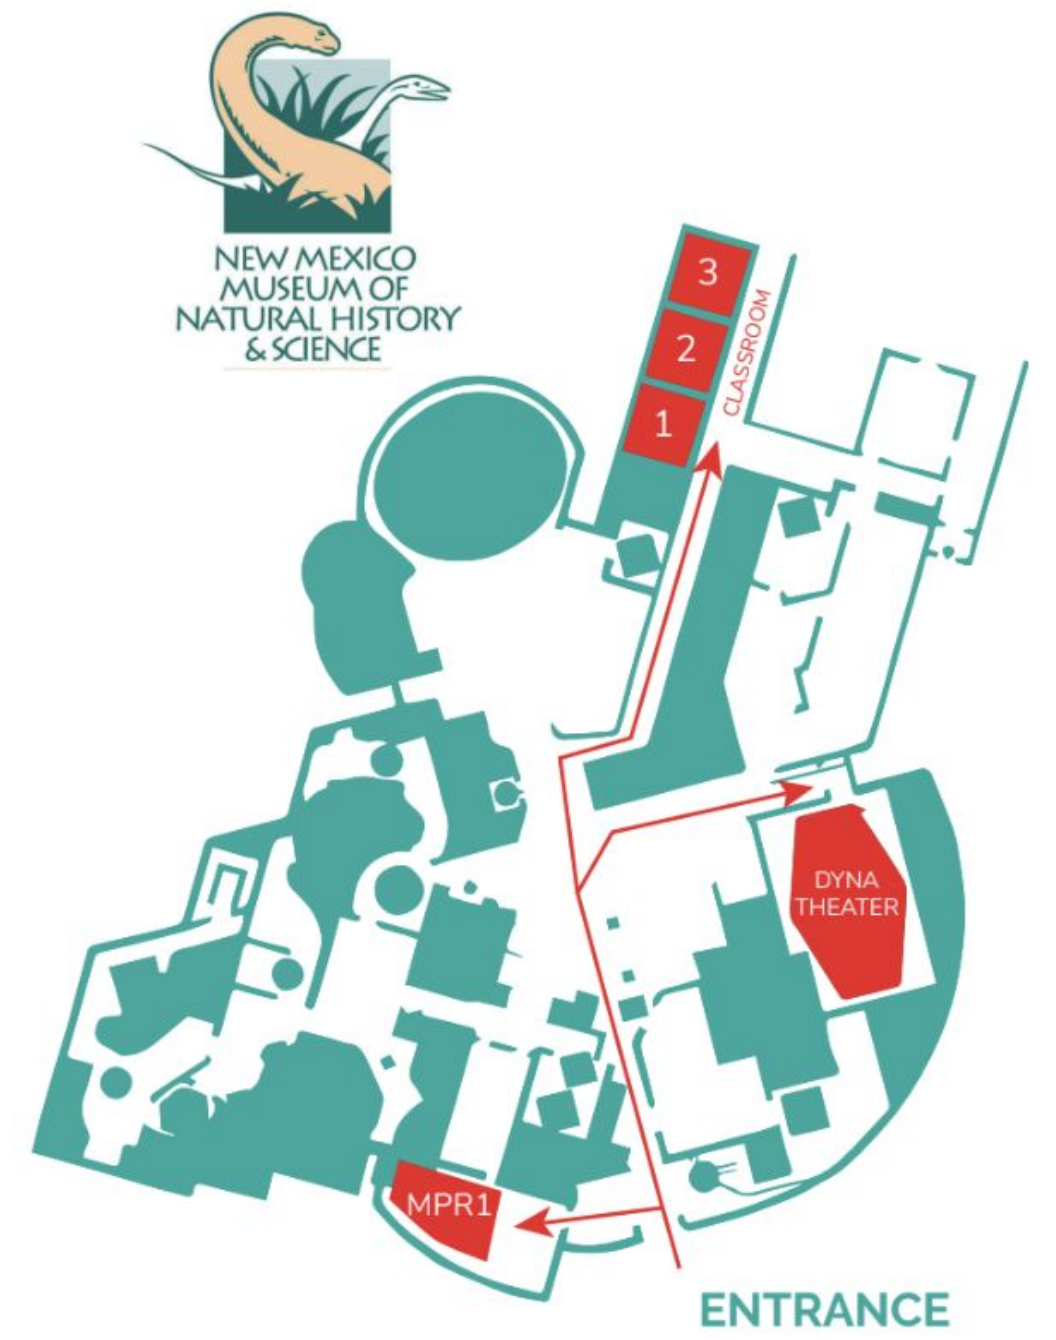 NEW MEXICO
MUSEUM OF
NATURAL HISTORY
& SCIENCE
3
2
1
CLASSROOM
DYNA
THEATER
MPR1
ENTRANCE